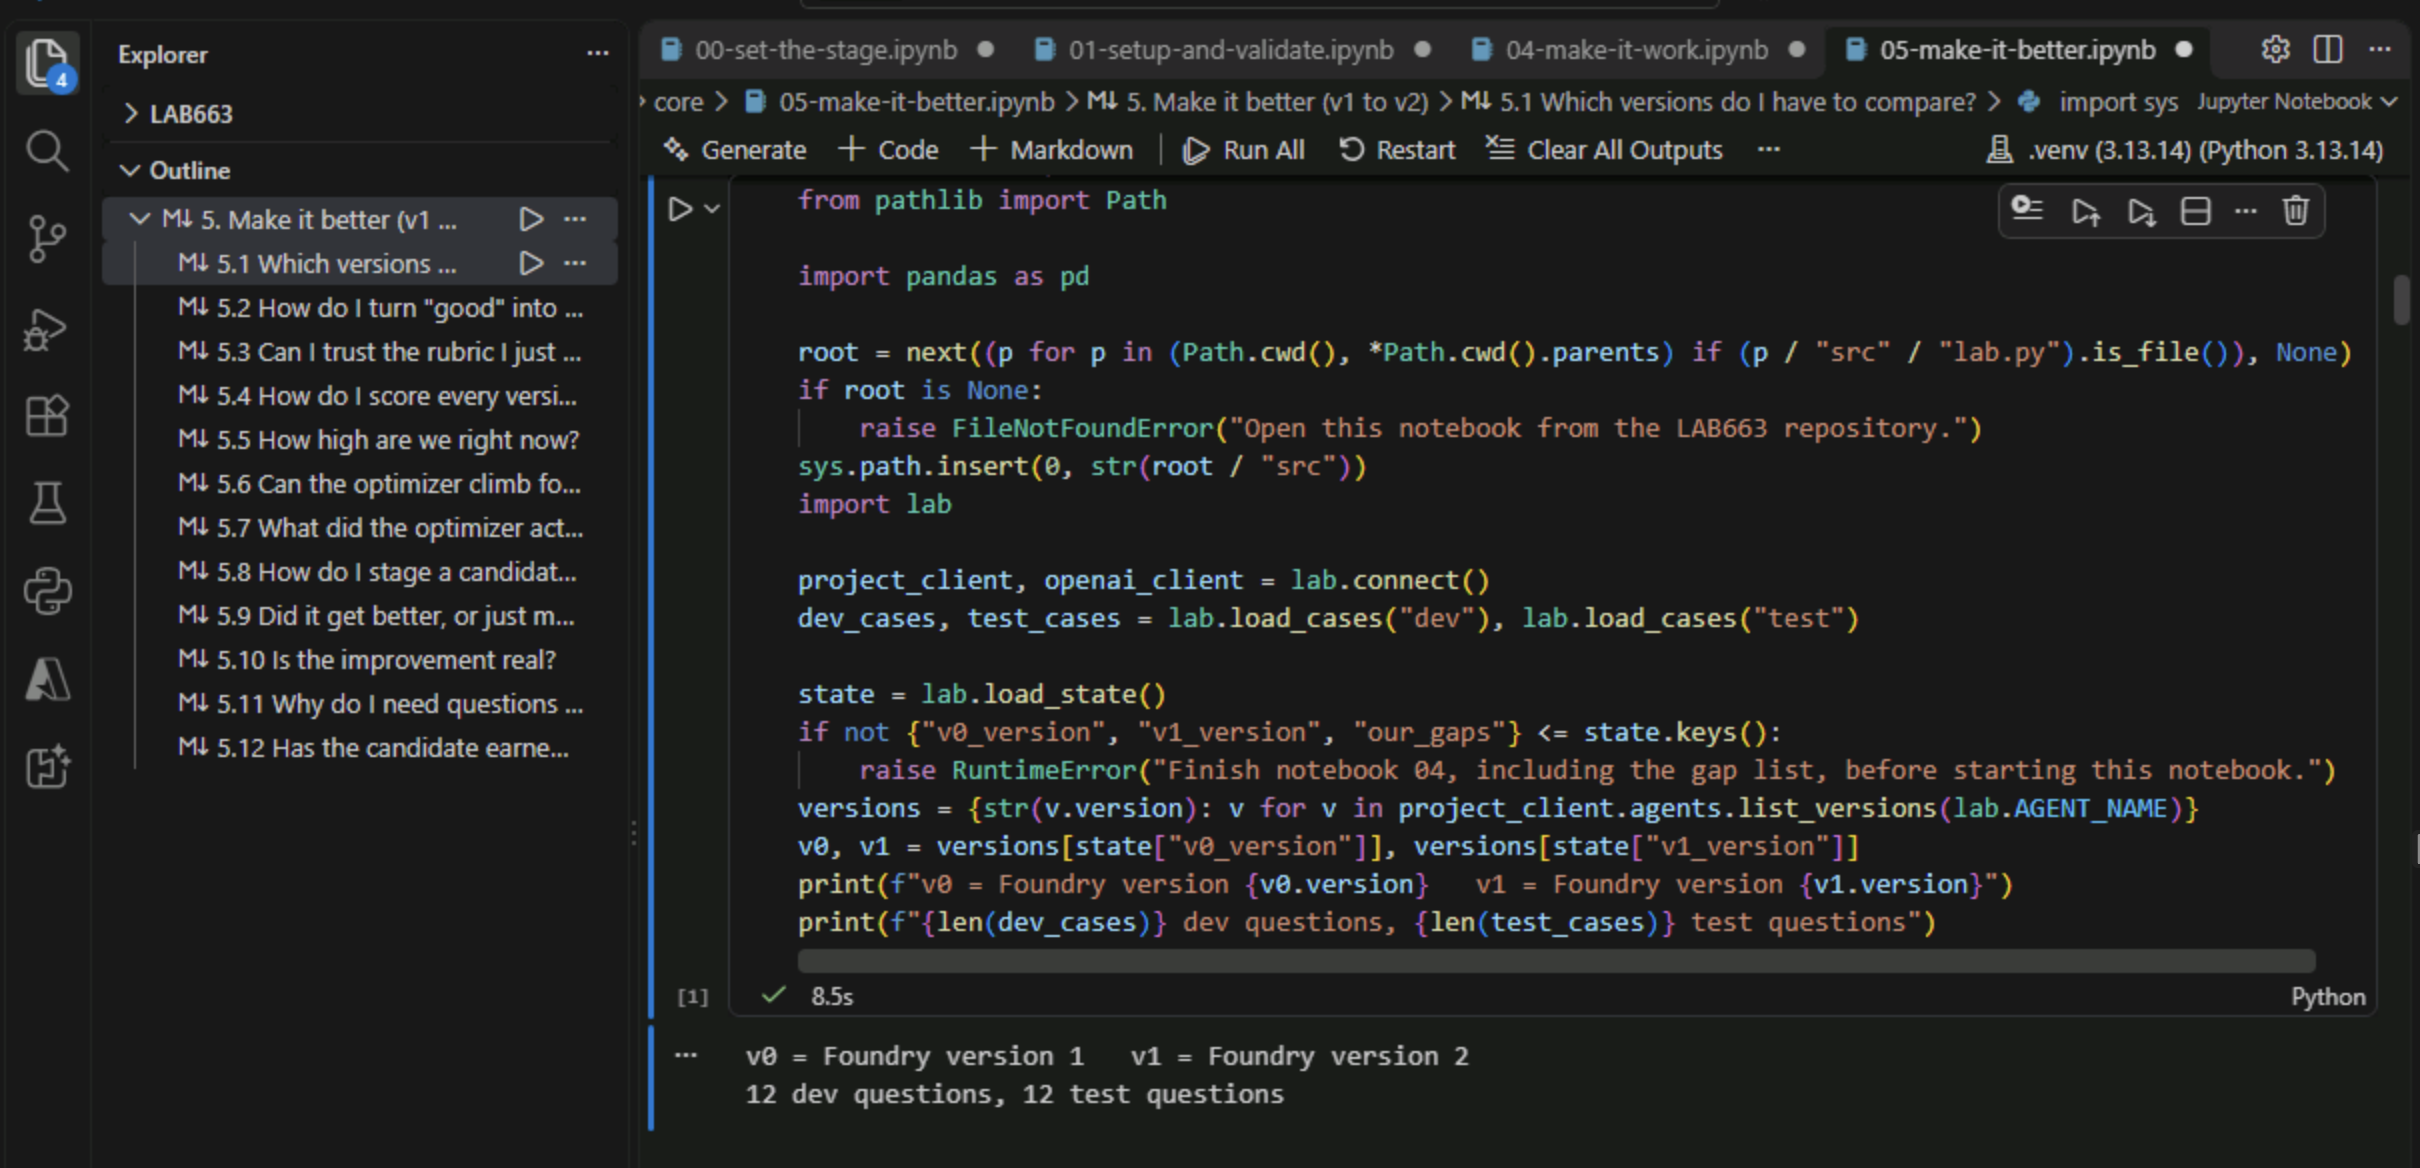 Explorer
4
LAB663
Outline
M↓ 5. Make it better (v1 ...
M↓ 5.1 Which versions ...
M↓ 5.2 How do I turn "good" into ...
M↓ 5.3 Can I trust the rubric I just ...
M↓ 5.4 How do I score every versi...
M↓ 5.5 How high are we right now?
M↓ 5.6 Can the optimizer climb fo...
M↓ 5.7 What did the optimizer act...
M↓ 5.8 How do I stage a candidat...
M↓ 5.9 Did it get better, or just m...
M↓ 5.10 Is the improvement real?
M↓ 5.11 Why do I need questions ...
M↓ 5.12 Has the candidate earne...
00-set-the-stage.ipynb 01-setup-and-validate.ipynb 04-make-it-work.ipynb 05-make-it-better.ipynb
core > 05-make-it-better.ipynb > M↓ 5. Make it better (v1 to v2) > M↓ 5.1 Which versions do I have to compare? > import sys Jupyter Notebook
Generate + Code + Markdown Run All Restart Clear All Outputs ... .venv (3.13.14) (Python 3.13.14)
from pathlib import Path
import pandas as pd
root = next((p for p in (Path.cwd(), *Path.cwd().parents) if (p / "src" / "lab.py").is_file()), None)
if root is None:
    raise FileNotFoundError("Open this notebook from the LAB663 repository.")
sys.path.insert(0, str(root / "src"))
import lab
project_client, openai_client = lab.connect()
dev_cases, test_cases = lab.load_cases("dev"), lab.load_cases("test")
state = lab.load_state()
if not {"v0_version", "v1_version", "our_gaps"} <= state.keys():
    raise RuntimeError("Finish notebook 04, including the gap list, before starting this notebook.")
versions = {str(v.version): v for v in project_client.agents.list_versions(lab.AGENT_NAME)}
v0, v1 = versions[state["v0_version"]], versions[state["v1_version"]]
print(f"v0 = Foundry version {v0.version}   v1 = Foundry version {v1.version}")
print(f"{len(dev_cases)} dev questions, {len(test_cases)} test questions")
[1] 8.5s Python
v0 = Foundry version 1   v1 = Foundry version 2
12 dev questions, 12 test questions